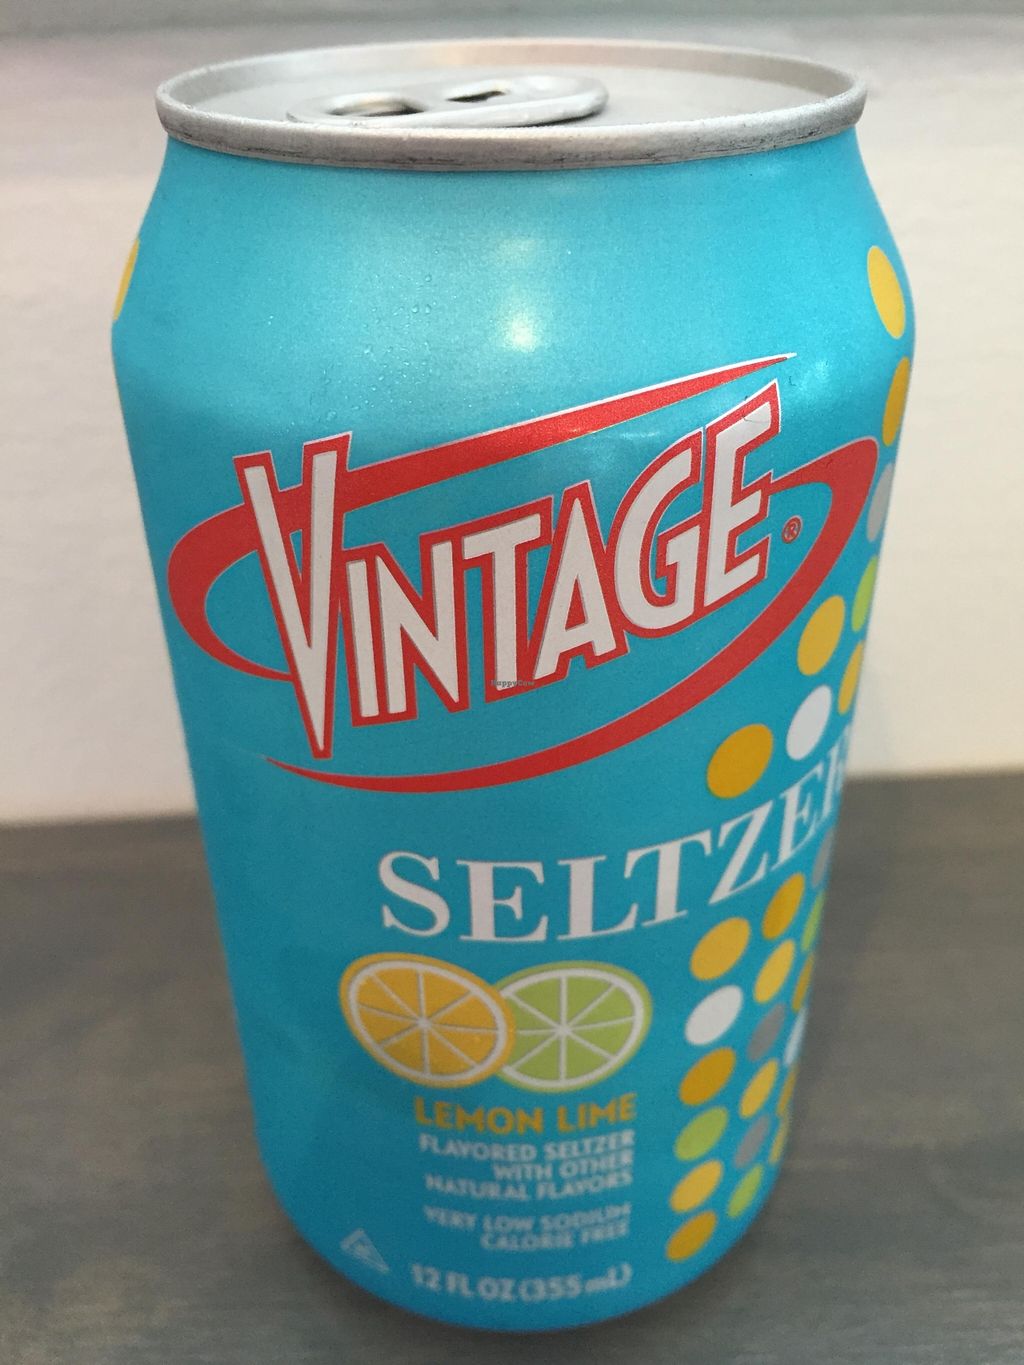 VINTAGE®
SELTZER
LEMON LIME
FLAVORED SELTZER
WITH OTHER
NATURAL FLAVORS
VERY LOW SODIUM
CALORIE FREE
12 FL OZ (355 mL)